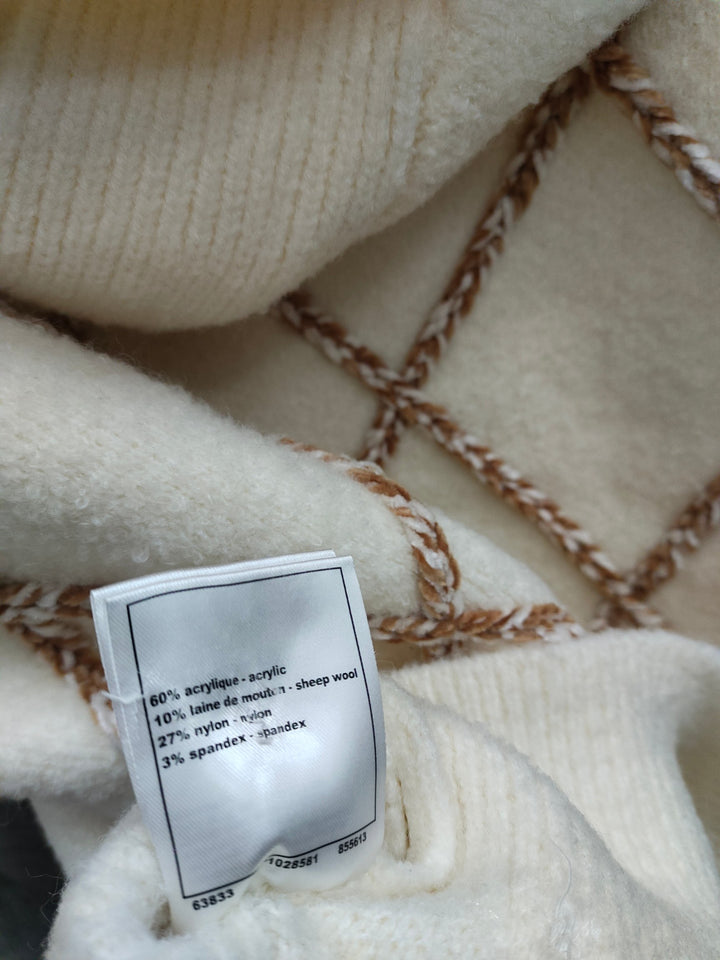 60% acrylique - acrylic
10% laine de mouton - sheep wool
27% nylon - nylon
3% spandex - spandex
63833 1028581 855613